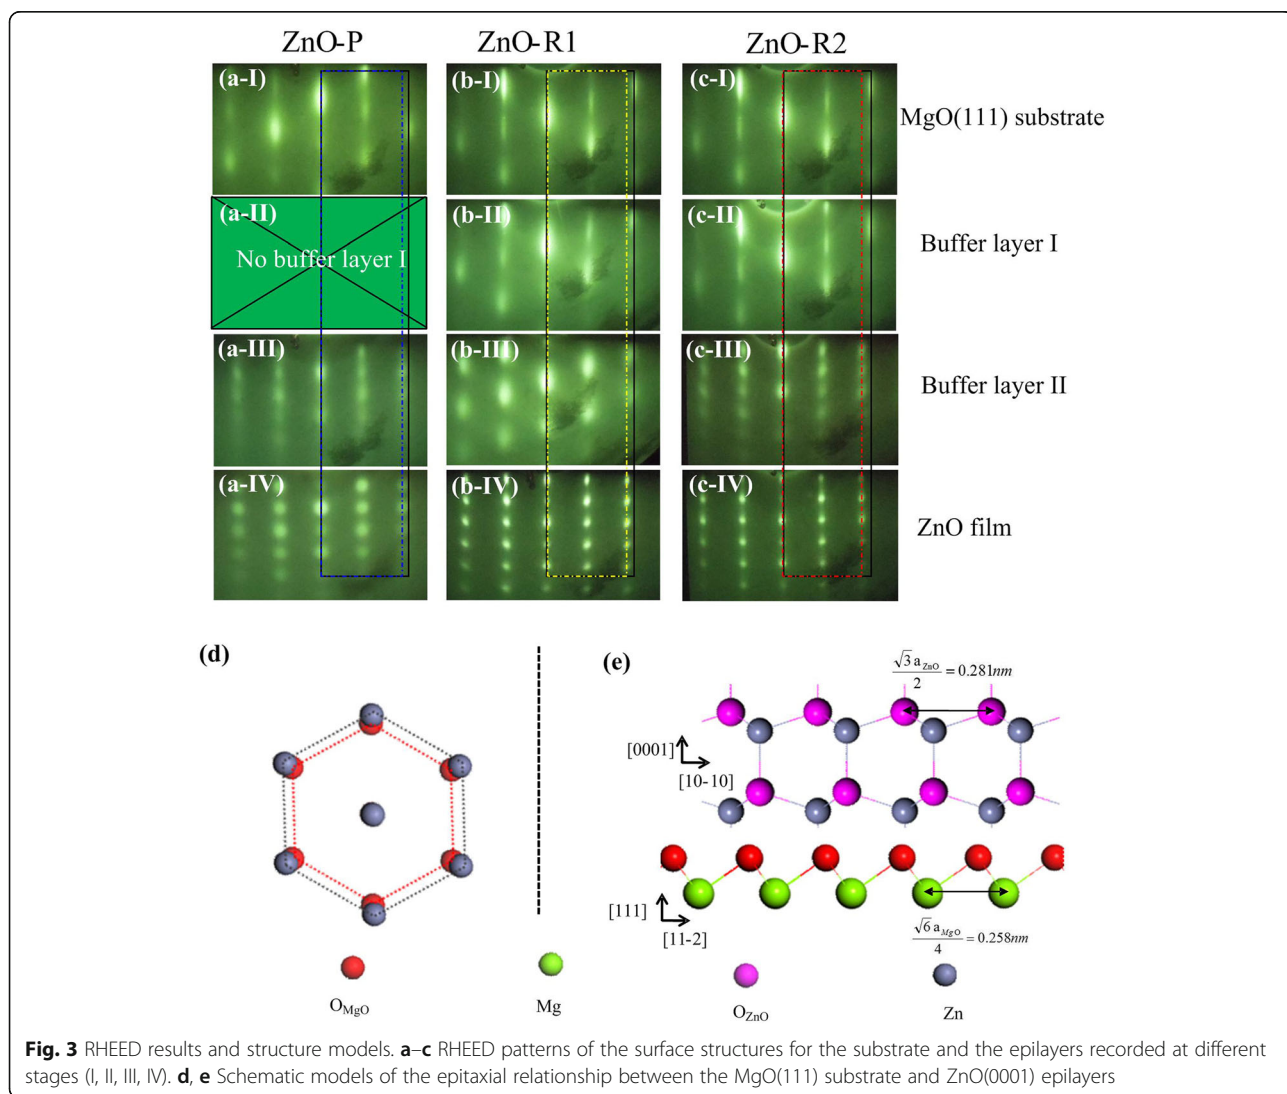 ZnO-P ZnO-R1 ZnO-R2
(a-I) (b-I) (c-I)
MgO(111) substrate
(a-II) (b-II) (c-II)
No buffer layer I
Buffer layer I
(a-III) (b-III) (c-III)
Buffer layer II
(a-IV) (b-IV) (c-IV)
ZnO film
(d)
(e)
√3 a_ZnO / 2 = 0.281nm
[0001]
[10-10]
[111]
[11-2]
√6 a_MgO / 4 = 0.258nm
O_MgO Mg O_ZnO Zn
Fig. 3 RHEED results and structure models. a–c RHEED patterns of the surface structures for the substrate and the epilayers recorded at different
stages (I, II, III, IV). d, e Schematic models of the epitaxial relationship between the MgO(111) substrate and ZnO(0001) epilayers